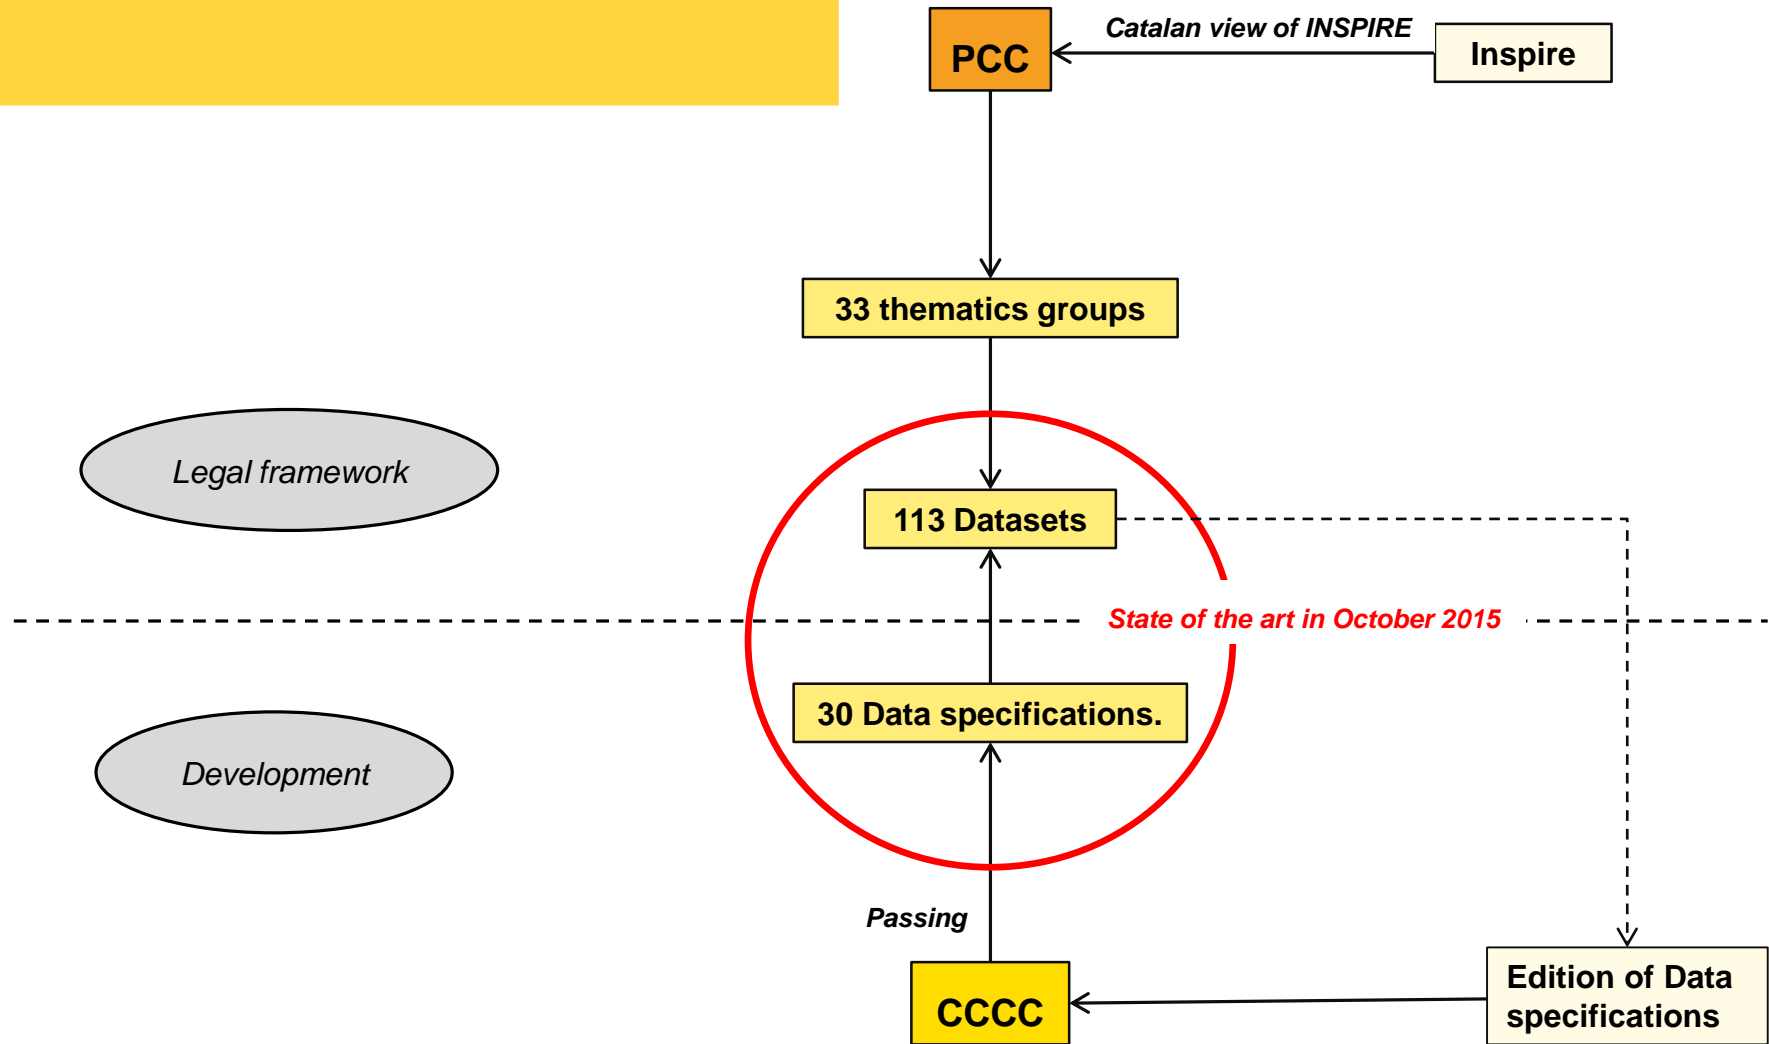 Catalan view of INSPIRE
PCC
Inspire
33 thematics groups
Legal framework
113 Datasets
State of the art in October 2015
30 Data specifications.
Development
Passing
CCCC
Edition of Data
specifications